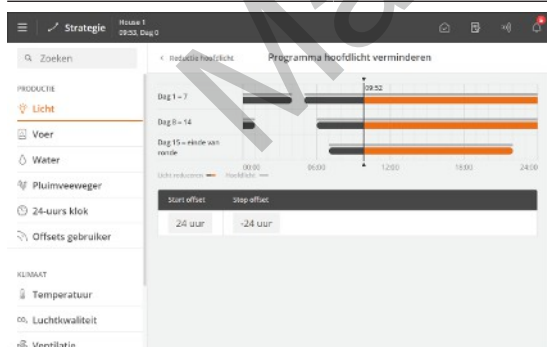 Strategie
House 1
09:53, Dag 0
Zoeken
Reductie hoofdlicht
Programma hoofdlicht verminderen
PRODUCTIE
Licht
Voer
Water
Pluimveeweger
24-uurs klok
Offsets gebruiker
KLIMAAT
Temperatuur
CO₂ Luchtkwaliteit
Ventilatie
09:52
Dag 1 – 7
Dag 8 – 14
Dag 15 – einde van
ronde
00:00 06:00 12:00 18:00 24:00
Licht reduceren Hoofdlicht
Start offset Stop offset
24 uur -24 uur